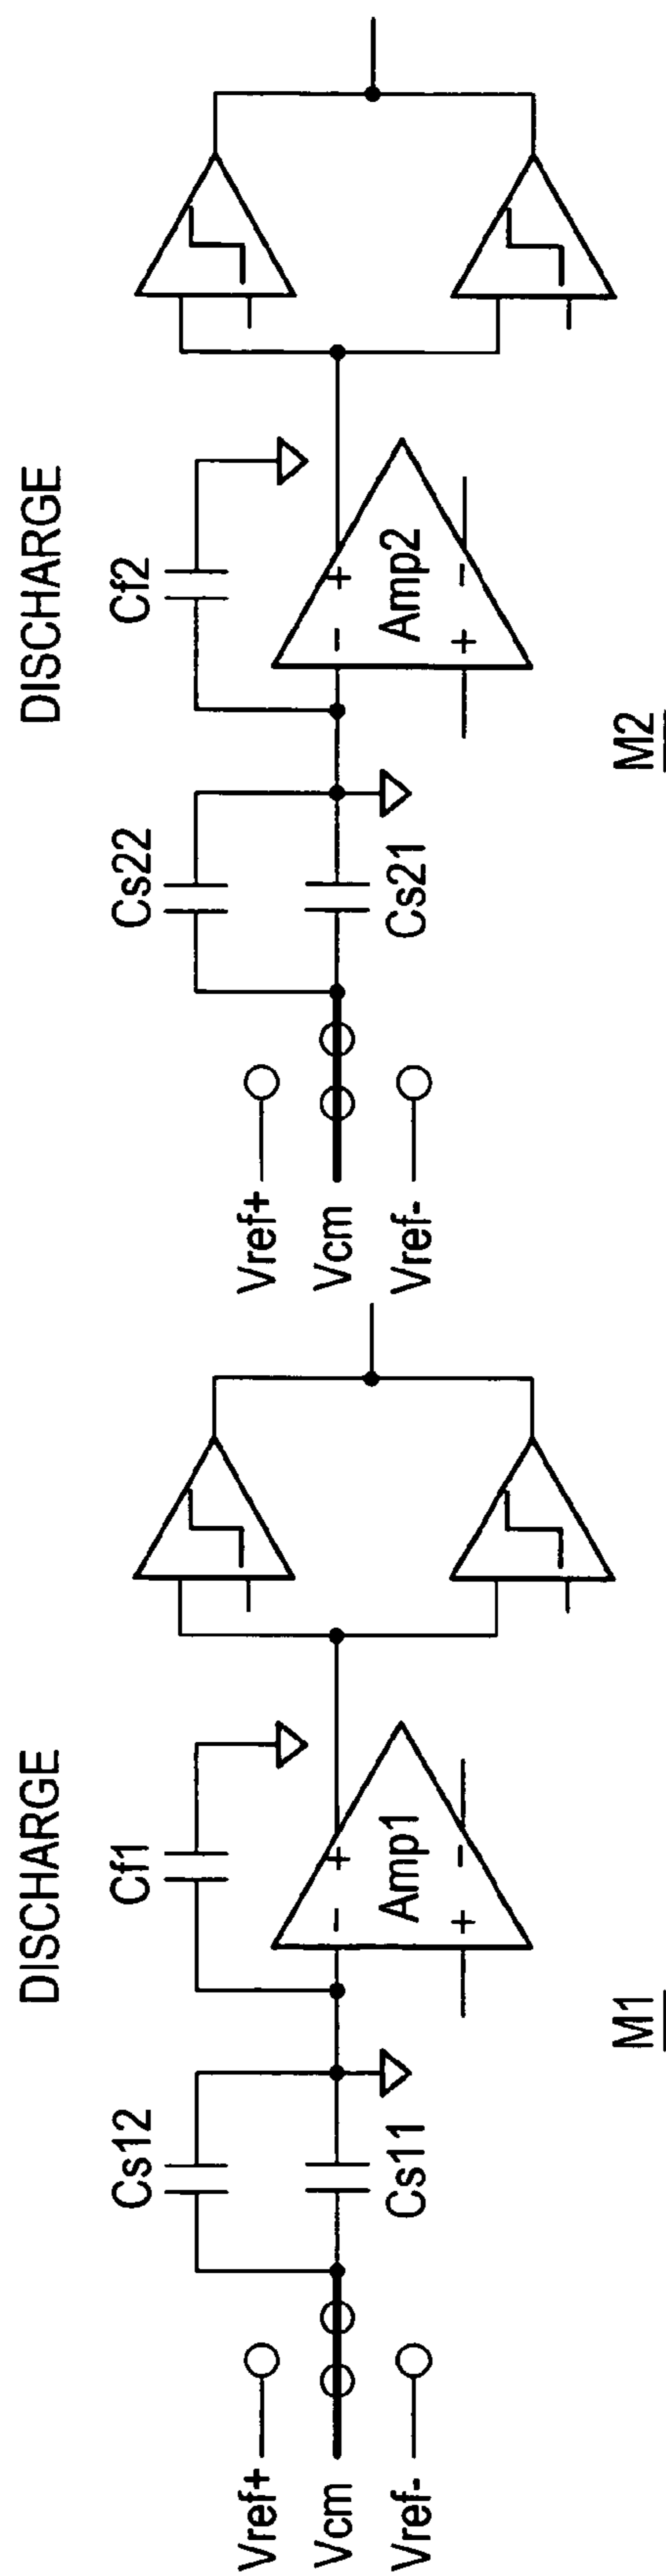 DISCHARGE
Cs12
Cf1
Vref+
Vcm
Vref-
Cs11
- +
Amp1
+ -
M1
DISCHARGE
Cs22
Cf2
Vref+
Vcm
Vref-
Cs21
- +
Amp2
+ -
M2